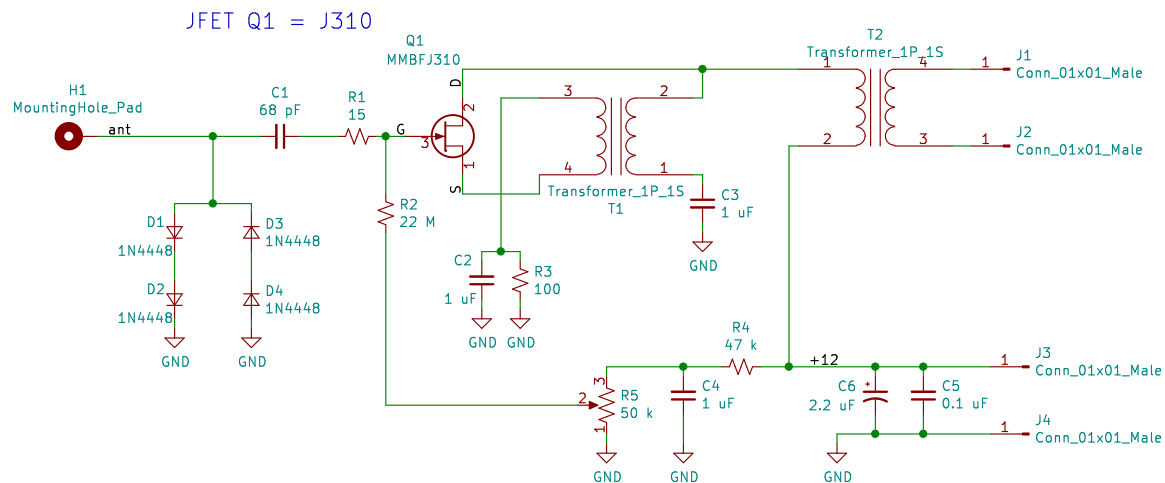 JFET Q1 = J310
H1
MountingHole_Pad
ant
C1
68 pF
R1
15
Q1
MMBFJ310
D
2
G
3
1
S
3
4
2
1
Transformer_1P_1S
T1
T2
Transformer_1P_1S
1
2
4
3
1
J1
Conn_01x01_Male
1
J2
Conn_01x01_Male
D1
1N4448
D2
1N4448
D3
1N4448
D4
1N4448
GND
GND
R2
22 M
C2
1 uF
R3
100
GND
GND
C3
1 uF
GND
R4
47 k
+12
3
2
1
R5
50 k
GND
C4
1 uF
GND
+
C6
2.2 uF
C5
0.1 uF
GND
1
J3
Conn_01x01_Male
1
J4
Conn_01x01_Male